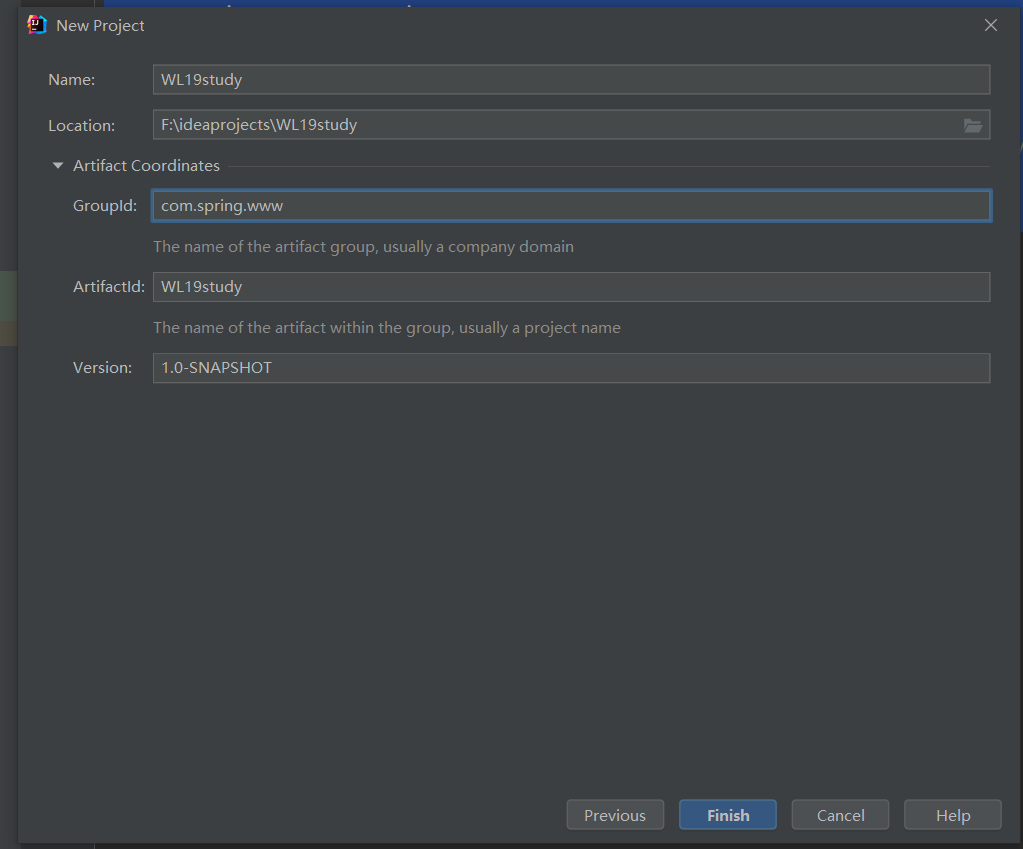 New Project
Name: WL19study
Location: F:\ideaprojects\WL19study
Artifact Coordinates
GroupId: com.spring.www
The name of the artifact group, usually a company domain
ArtifactId: WL19study
The name of the artifact within the group, usually a project name
Version: 1.0-SNAPSHOT
Previous Finish Cancel Help